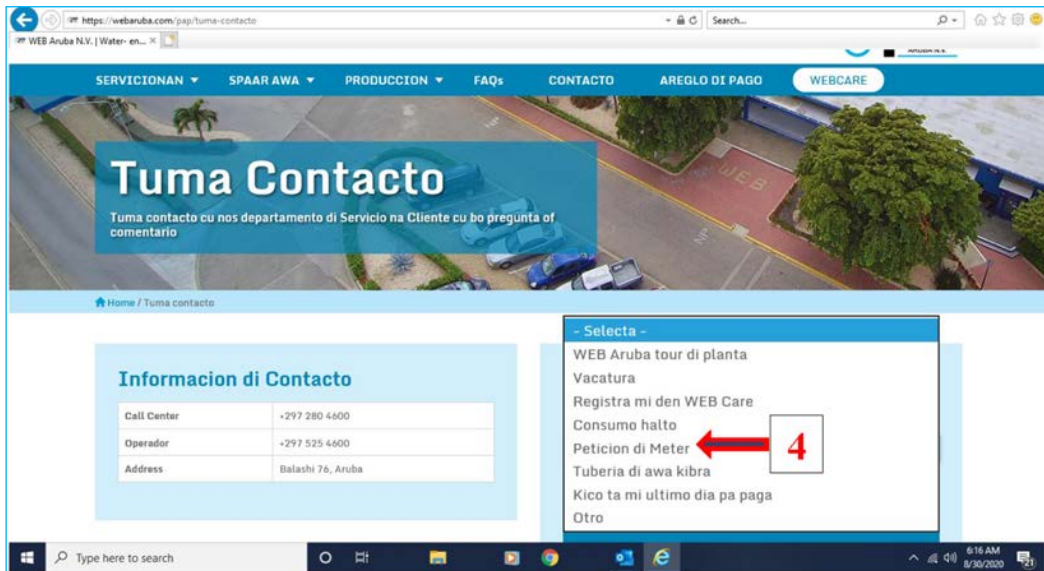 https://webaruba.com/pap/tuma-contacto
Search...
WEB Aruba N.V. | Water- en...
ARUBA N.V.
SERVICIONAN SPAAR AWA PRODUCCION FAQs CONTACTO AREGLO DI PAGO WEBCARE
WEB
NP
NP
Tuma Contacto
Tuma contacto cu nos departamento di Servicio na Cliente cu bo pregunta of
comentario
Home / Tuma contacto
Informacion di Contacto
Call Center +297 280 4600
Operador +297 525 4600
Address Balashi 76, Aruba
- Selecta -
WEB Aruba tour di planta
Vacatura
Registra mi den WEB Care
Consumo halto
Peticion di Meter
4
Tuberia di awa kibra
Kico ta mi ultimo dia pa paga
Otro
Type here to search
6:16 AM
8/30/2020
21